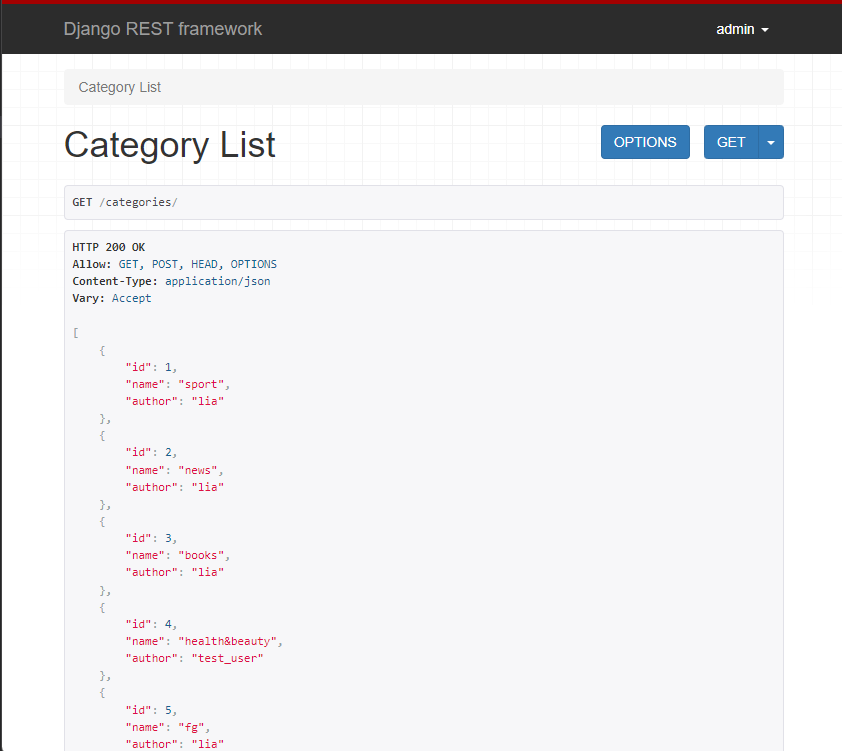 Django REST framework
admin
Category List
Category List
OPTIONS
GET
GET /categories/
HTTP 200 OK
Allow: GET, POST, HEAD, OPTIONS
Content-Type: application/json
Vary: Accept
[
    {
        "id": 1,
        "name": "sport",
        "author": "lia"
    },
    {
        "id": 2,
        "name": "news",
        "author": "lia"
    },
    {
        "id": 3,
        "name": "books",
        "author": "lia"
    },
    {
        "id": 4,
        "name": "health&beauty",
        "author": "test_user"
    },
    {
        "id": 5,
        "name": "fg",
        "author": "lia"